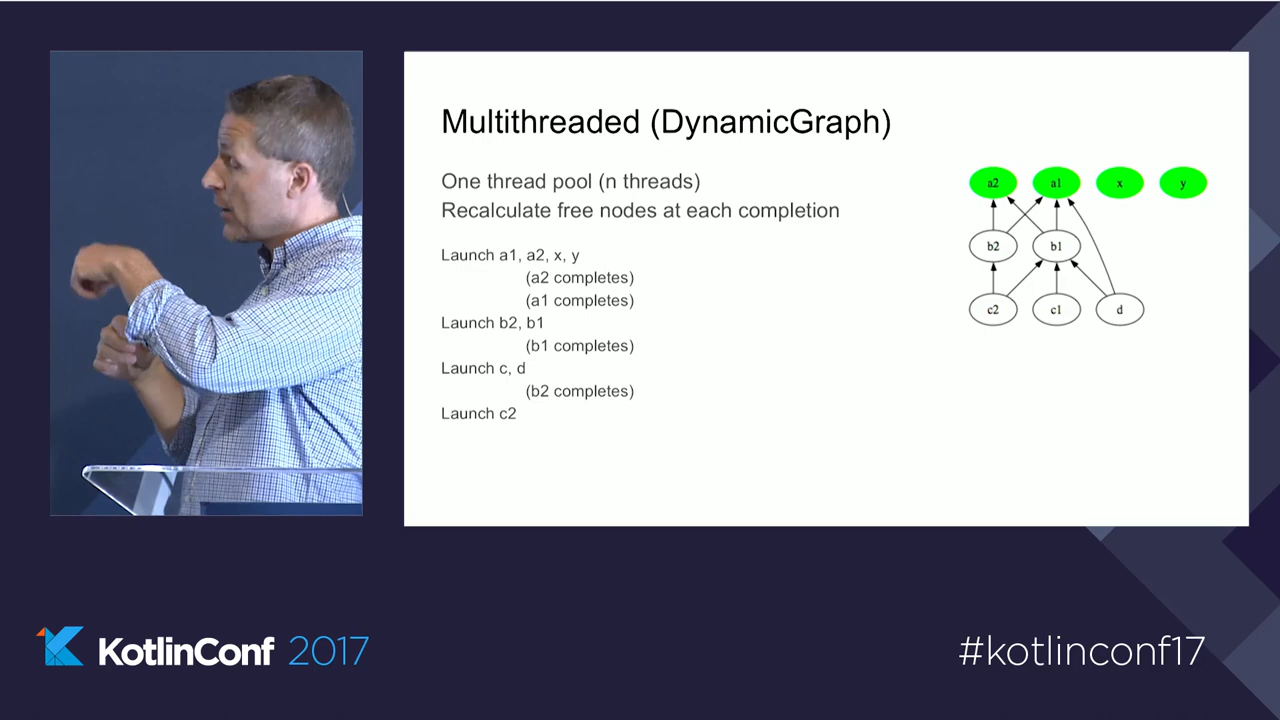 Multithreaded (DynamicGraph)
One thread pool (n threads)
Recalculate free nodes at each completion
Launch a1, a2, x, y
(a2 completes)
(a1 completes)
Launch b2, b1
(b1 completes)
Launch c, d
(b2 completes)
Launch c2
a2 a1 x y
b2 b1
c2 c1 d
KotlinConf 2017
#kotlinconf17